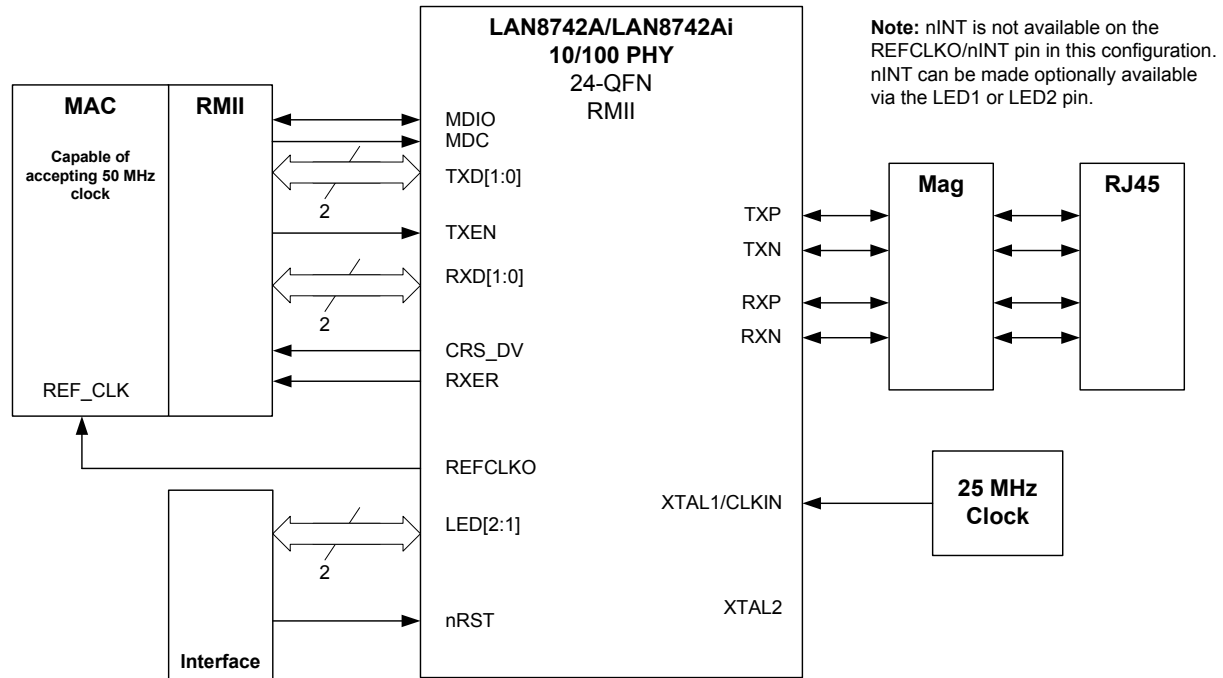 LAN8742A/LAN8742Ai
10/100 PHY
24-QFN
RMII
Note: nINT is not available on the
REFCLKO/nINT pin in this configuration.
nINT can be made optionally available
via the LED1 or LED2 pin.
MAC
RMII
Capable of
accepting 50 MHz
clock
REF_CLK
MDIO
MDC
TXD[1:0]
2
TXEN
RXD[1:0]
2
CRS_DV
RXER
REFCLKO
LED[2:1]
2
nRST
Interface
TXP
TXN
RXP
RXN
Mag
RJ45
XTAL1/CLKIN
25 MHz
Clock
XTAL2